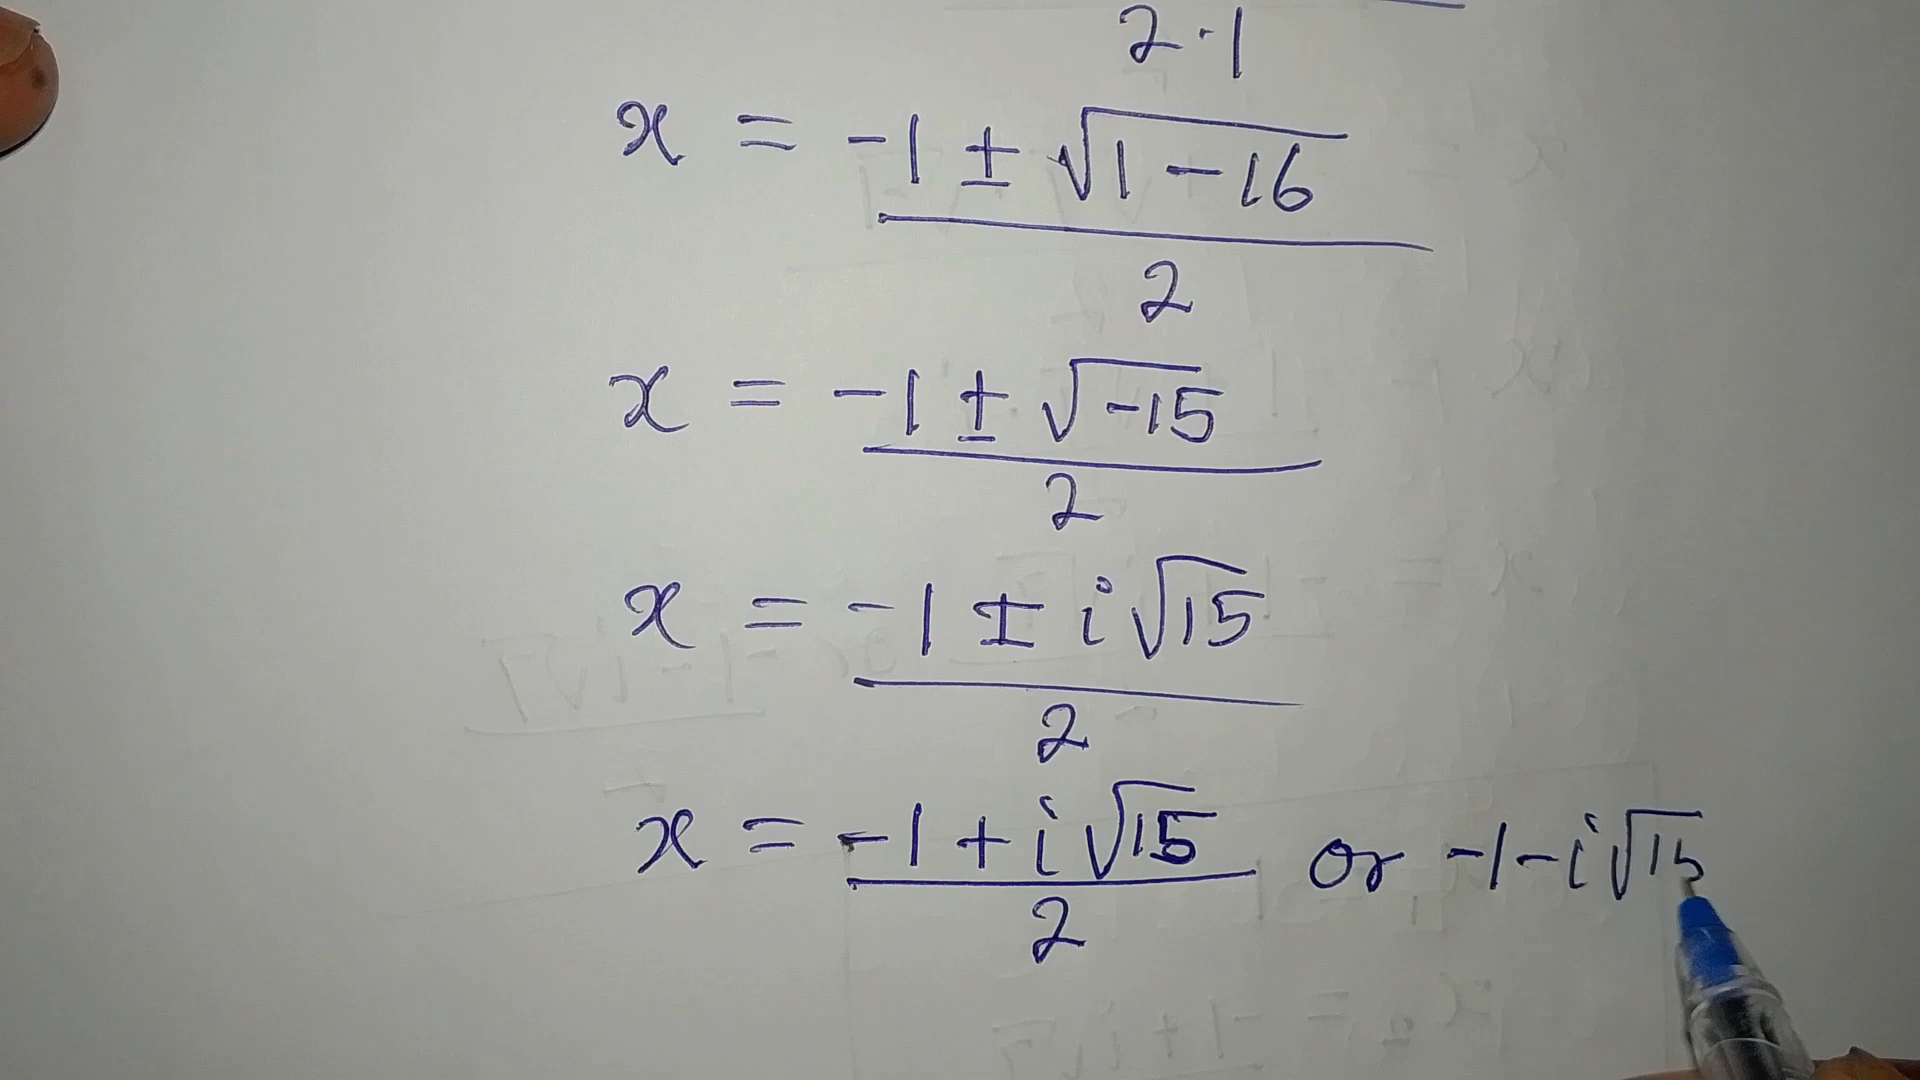 2·1
x = -1 ± √1-16
2
x = -1 ± √-15
2
x = -1 ± i√15
2
x = -1 + i√15 or -1-i√15
2